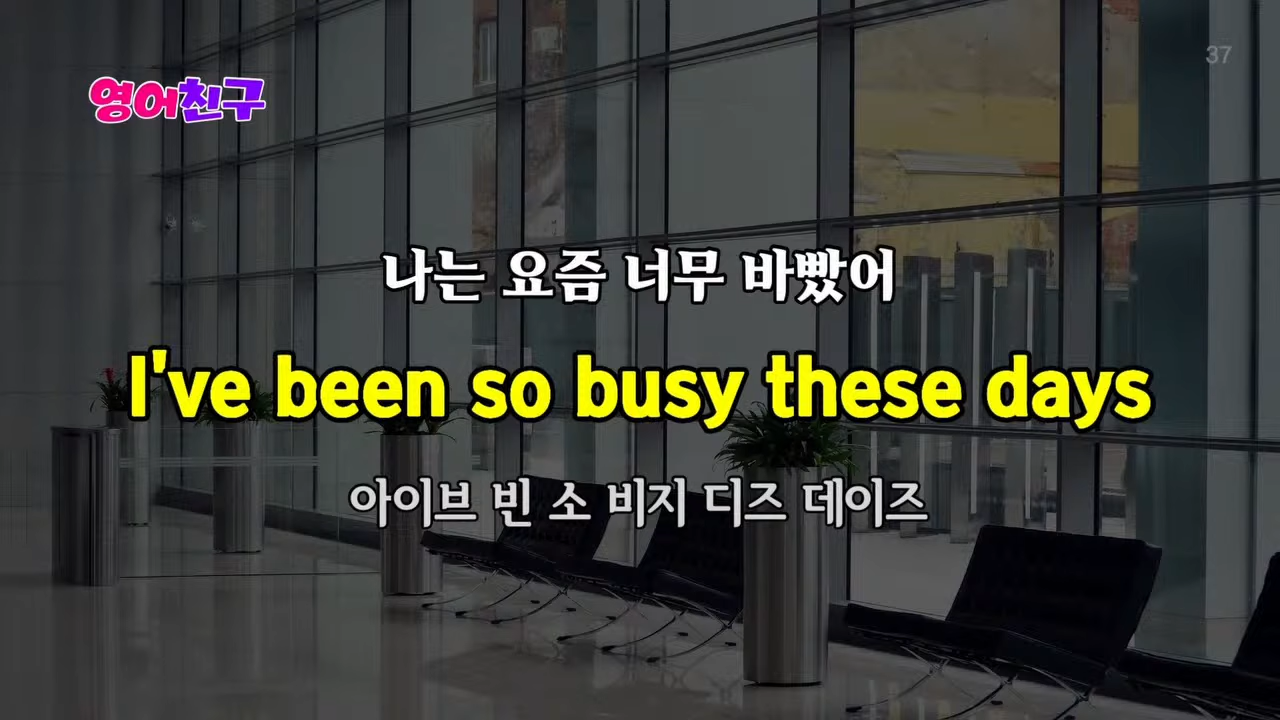 37
영어친구
나는 요즘 너무 바빴어
I've been so busy these days
아이브 빈 소 비지 디즈 데이즈